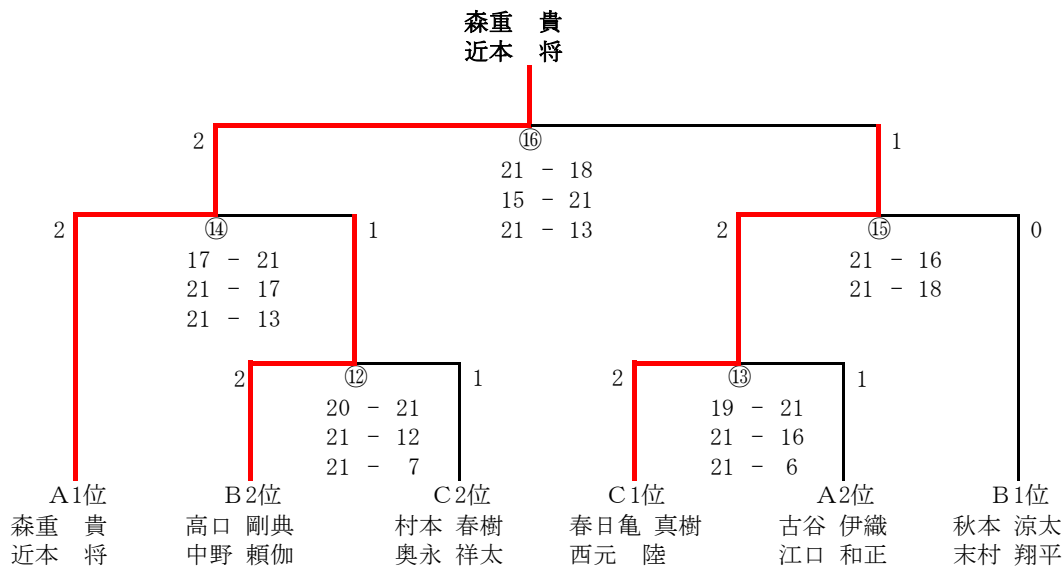 森重　貴
近本　将
2 ⑯ 1
21 － 18
15 － 21
21 － 13
2 ⑭ 1
17 － 21
21 － 17
21 － 13
2 ⑮ 0
21 － 16
21 － 18
2 ⑫ 1
20 － 21
21 － 12
21 － 7
2 ⑬ 1
19 － 21
21 － 16
21 － 6
A1位 B2位 C2位 C1位 A2位 B1位
森重　貴 高口 剛典 村本 春樹 春日亀 真樹 古谷 伊織 秋本 涼太
近本　将 中野 頼伽 奥永 祥太 西元　陸 江口 和正 末村 翔平